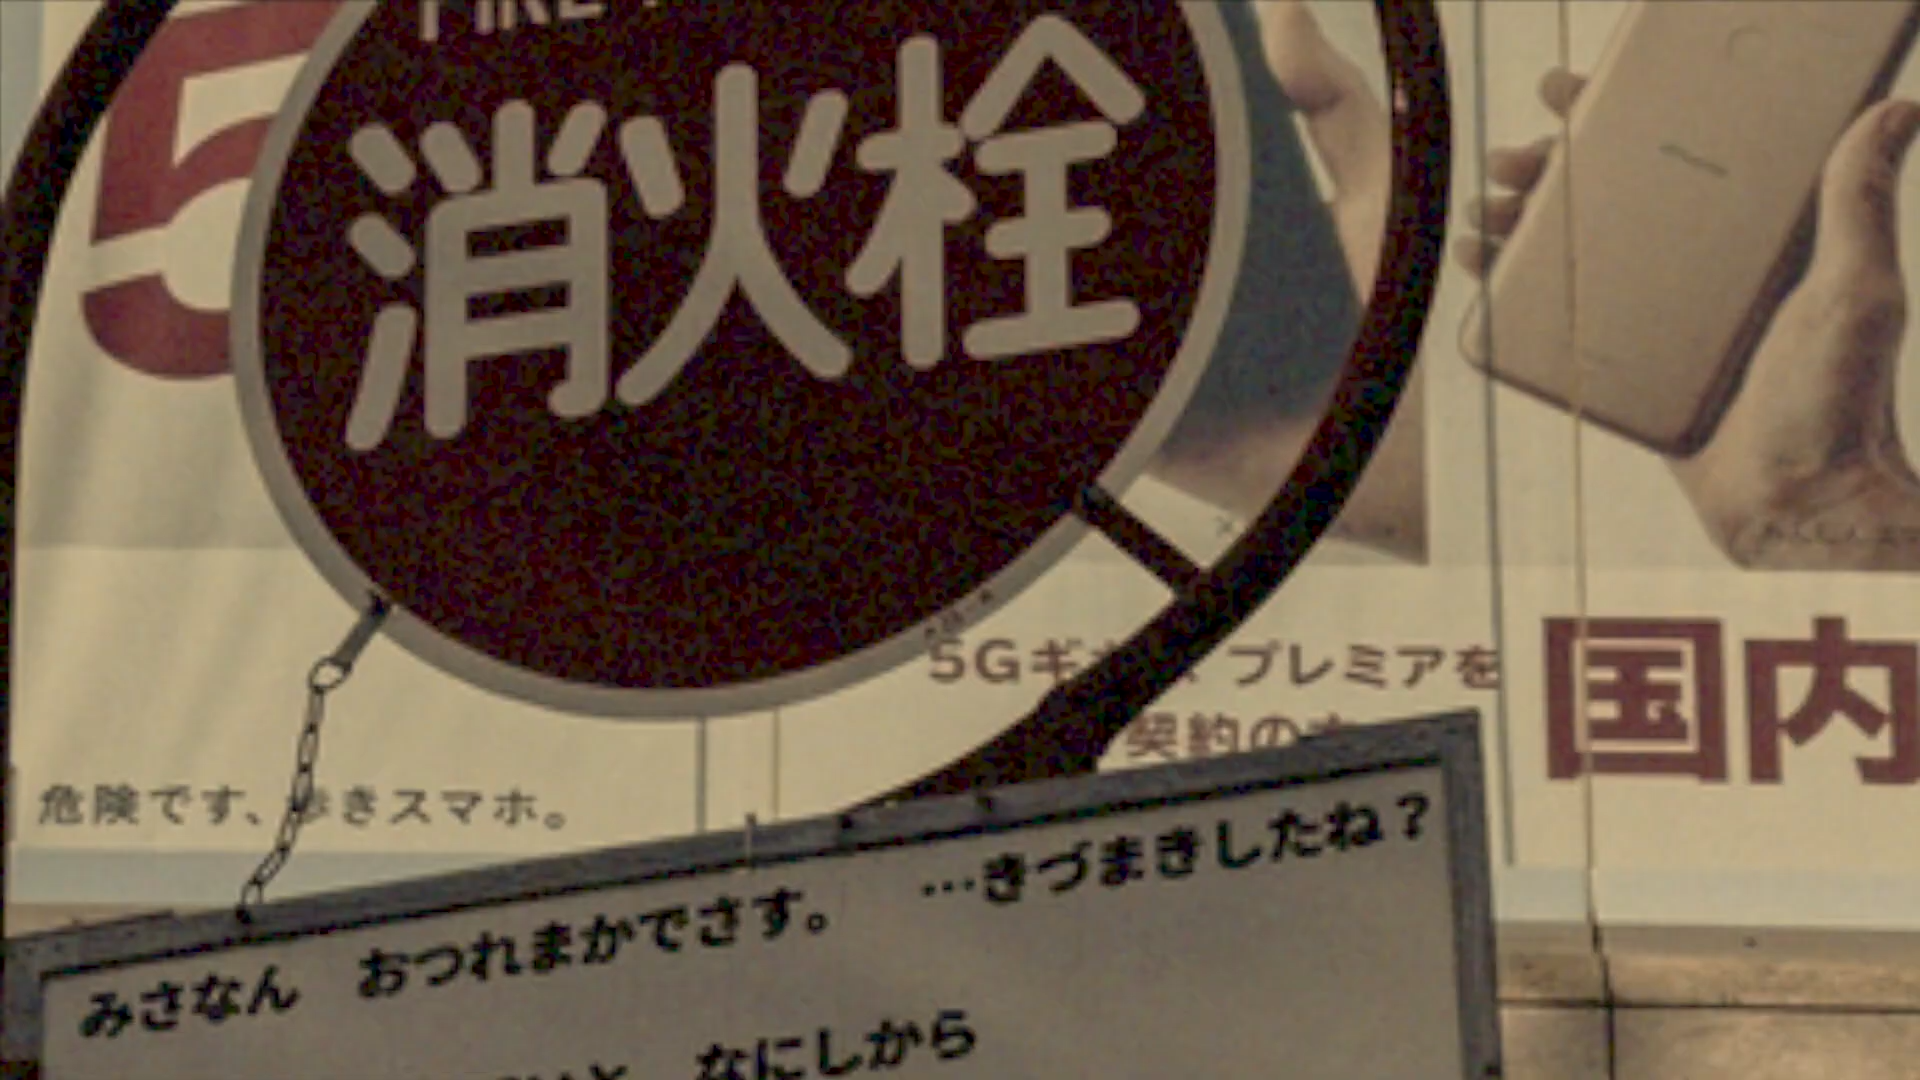 5
消火栓
5Gギ プレミアを
契約の
国内
危険です、歩きスマホ。
…きづまきしたね？
みさなん　おつれまかでさす。
なにしから